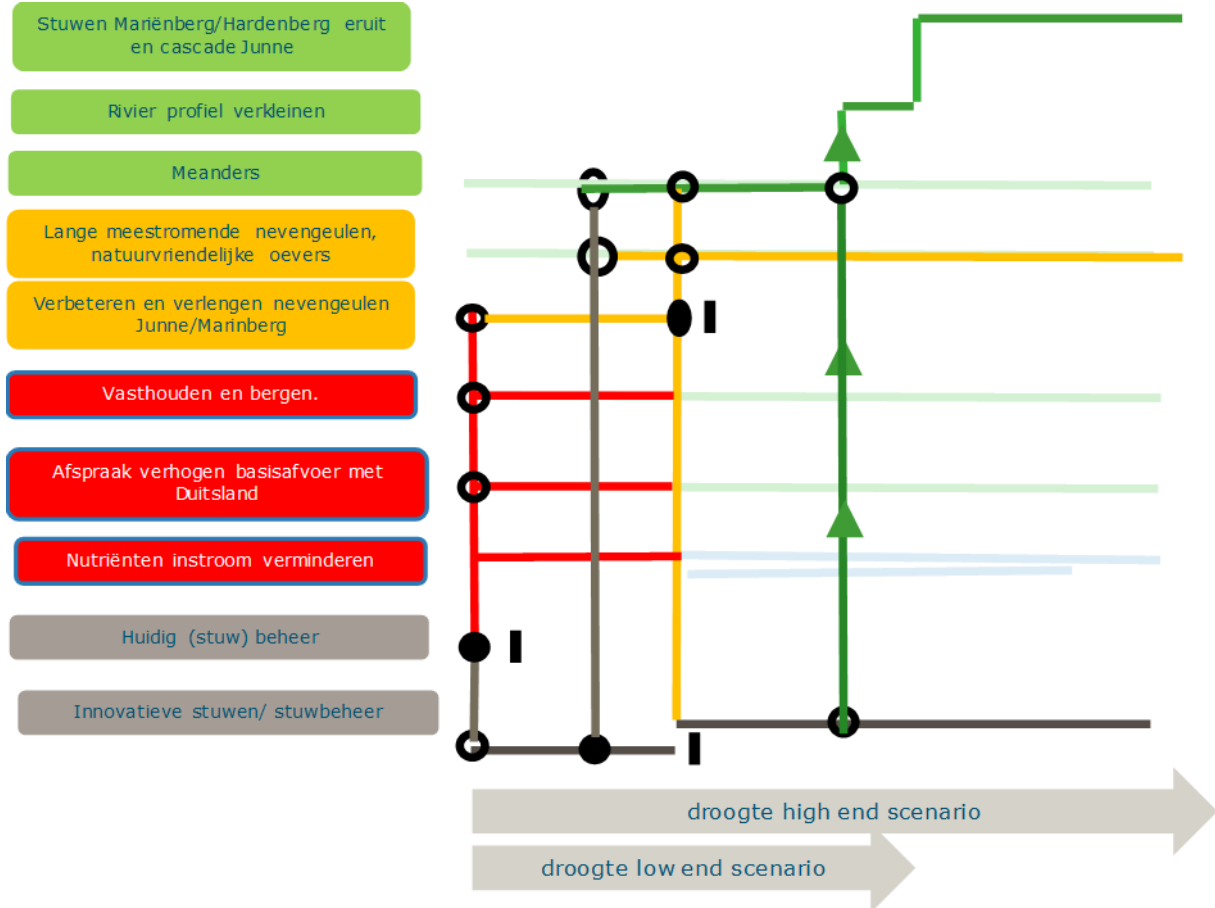 Stuwen Mariënberg/Hardenberg eruit
en cascade Junne
Rivier profiel verkleinen
Meanders
Lange meestromende nevengeulen,
natuurvriendelijke oevers
Verbeteren en verlengen nevengeulen
Junne/Marinberg
Vasthouden en bergen.
Afspraak verhogen basisafvoer met
Duitsland
Nutriënten instroom verminderen
Huidig (stuw) beheer
Innovatieve stuwen/ stuwbeheer
droogte high end scenario
droogte low end scenario